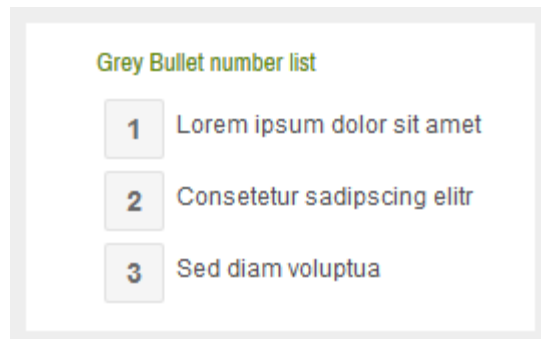 Grey Bullet number list
1 Lorem ipsum dolor sit amet
2 Consetetur sadipscing elitr
3 Sed diam voluptua